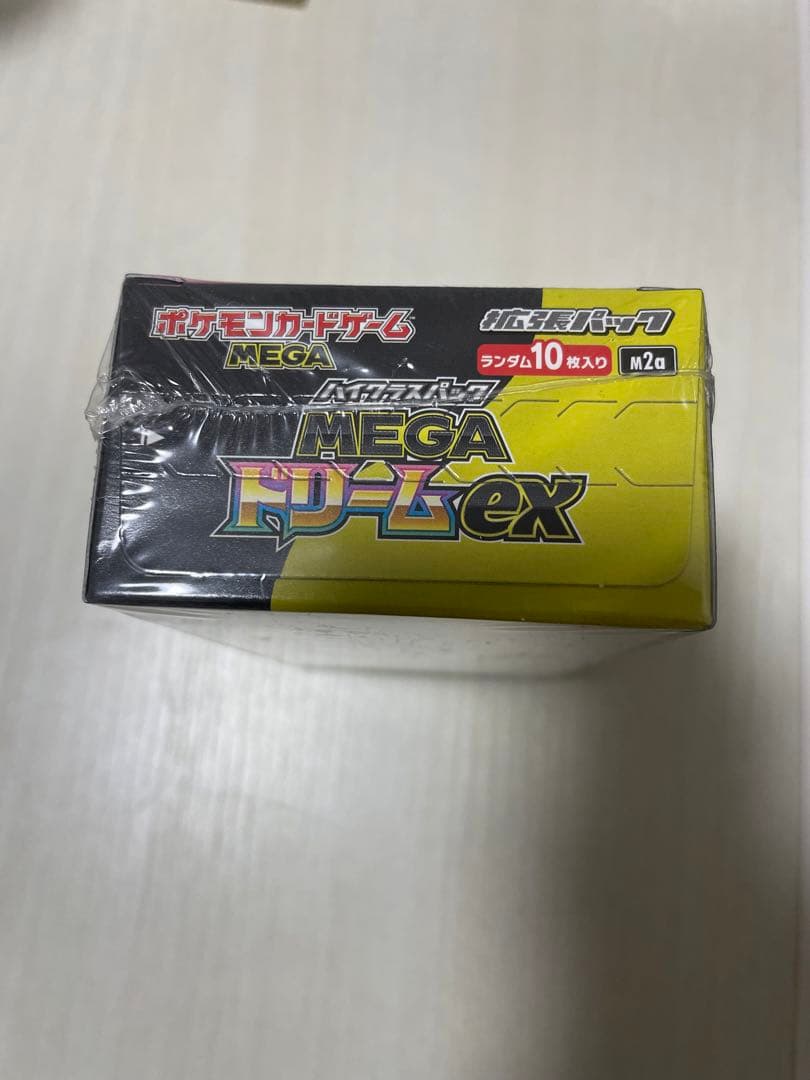 ポケモンカードゲーム
MEGA
拡張パック
ランダム10枚入り
M2a
ハイクラスパック
MEGA
ドリームex